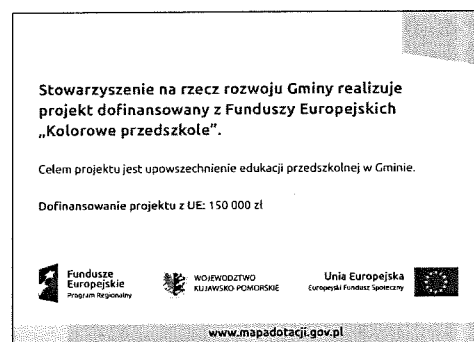 Stowarzyszenie na rzecz rozwoju Gminy realizuje
projekt dofinansowany z Funduszy Europejskich
„Kolorowe przedszkole”.
Celem projektu jest upowszechnienie edukacji przedszkolnej w Gminie.
Dofinansowanie projektu z UE: 150 000 zł
Fundusze
Europejskie
Program Regionalny
WOJEWÓDZTWO
KUJAWSKO-POMORSKIE
Unia Europejska
Europejski Fundusz Społeczny
www.mapadotacji.gov.pl